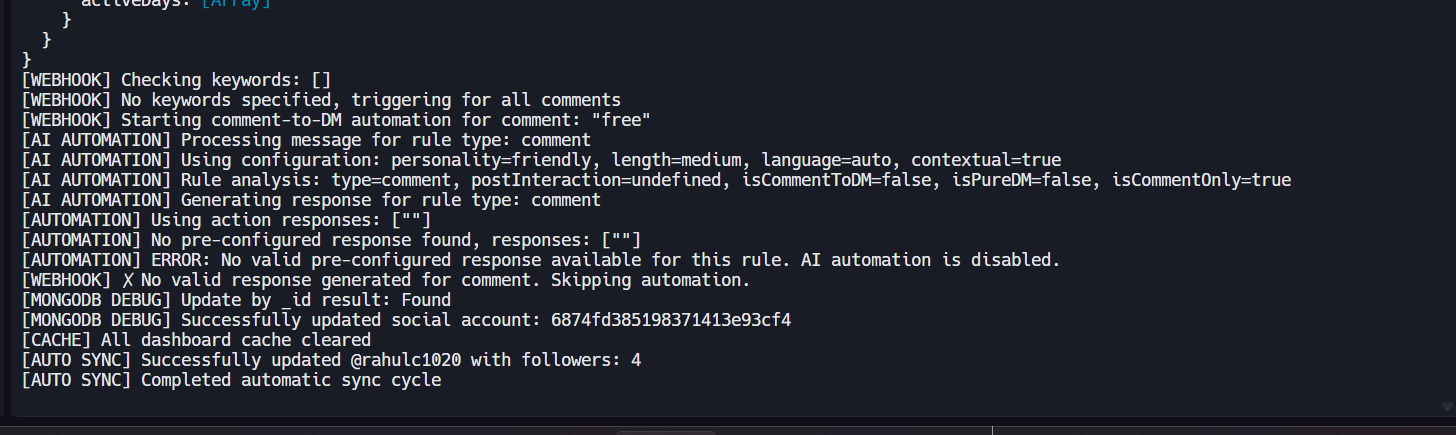 activeDays: [Array]
}
}
}
[WEBHOOK] Checking keywords: []
[WEBHOOK] No keywords specified, triggering for all comments
[WEBHOOK] Starting comment-to-DM automation for comment: "free"
[AI AUTOMATION] Processing message for rule type: comment
[AI AUTOMATION] Using configuration: personality=friendly, length=medium, language=auto, contextual=true
[AI AUTOMATION] Rule analysis: type=comment, postInteraction=undefined, isCommentToDM=false, isPureDM=false, isCommentOnly=true
[AI AUTOMATION] Generating response for rule type: comment
[AUTOMATION] Using action responses: [""]
[AUTOMATION] No pre-configured response found, responses: [""]
[AUTOMATION] ERROR: No valid pre-configured response available for this rule. AI automation is disabled.
[WEBHOOK] ✗ No valid response generated for comment. Skipping automation.
[MONGODB DEBUG] Update by _id result: Found
[MONGODB DEBUG] Successfully updated social account: 6874fd385198371413e93cf4
[CACHE] All dashboard cache cleared
[AUTO SYNC] Successfully updated @rahulc1020 with followers: 4
[AUTO SYNC] Completed automatic sync cycle